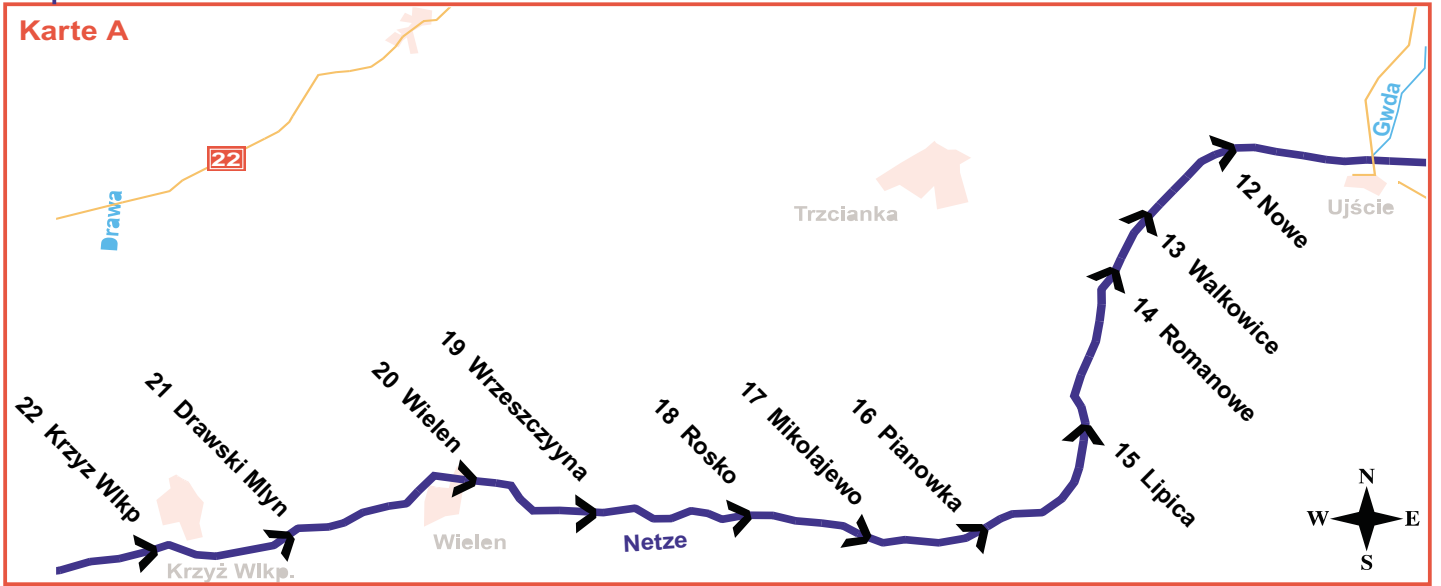 Karte A
22
Drawa
Gwda
Trzcianka
Ujście
12 Nowe
13 Walkowice
14 Romanowe
15 Lipica
16 Pianowka
17 Mikolajewo
18 Rosko
19 Wrzeszczyyna
20 Wielen
21 Drawski Mlyn
22 Krzyz Wlkp
Wielen
Netze
Krzyż Wlkp.
N
W
E
S